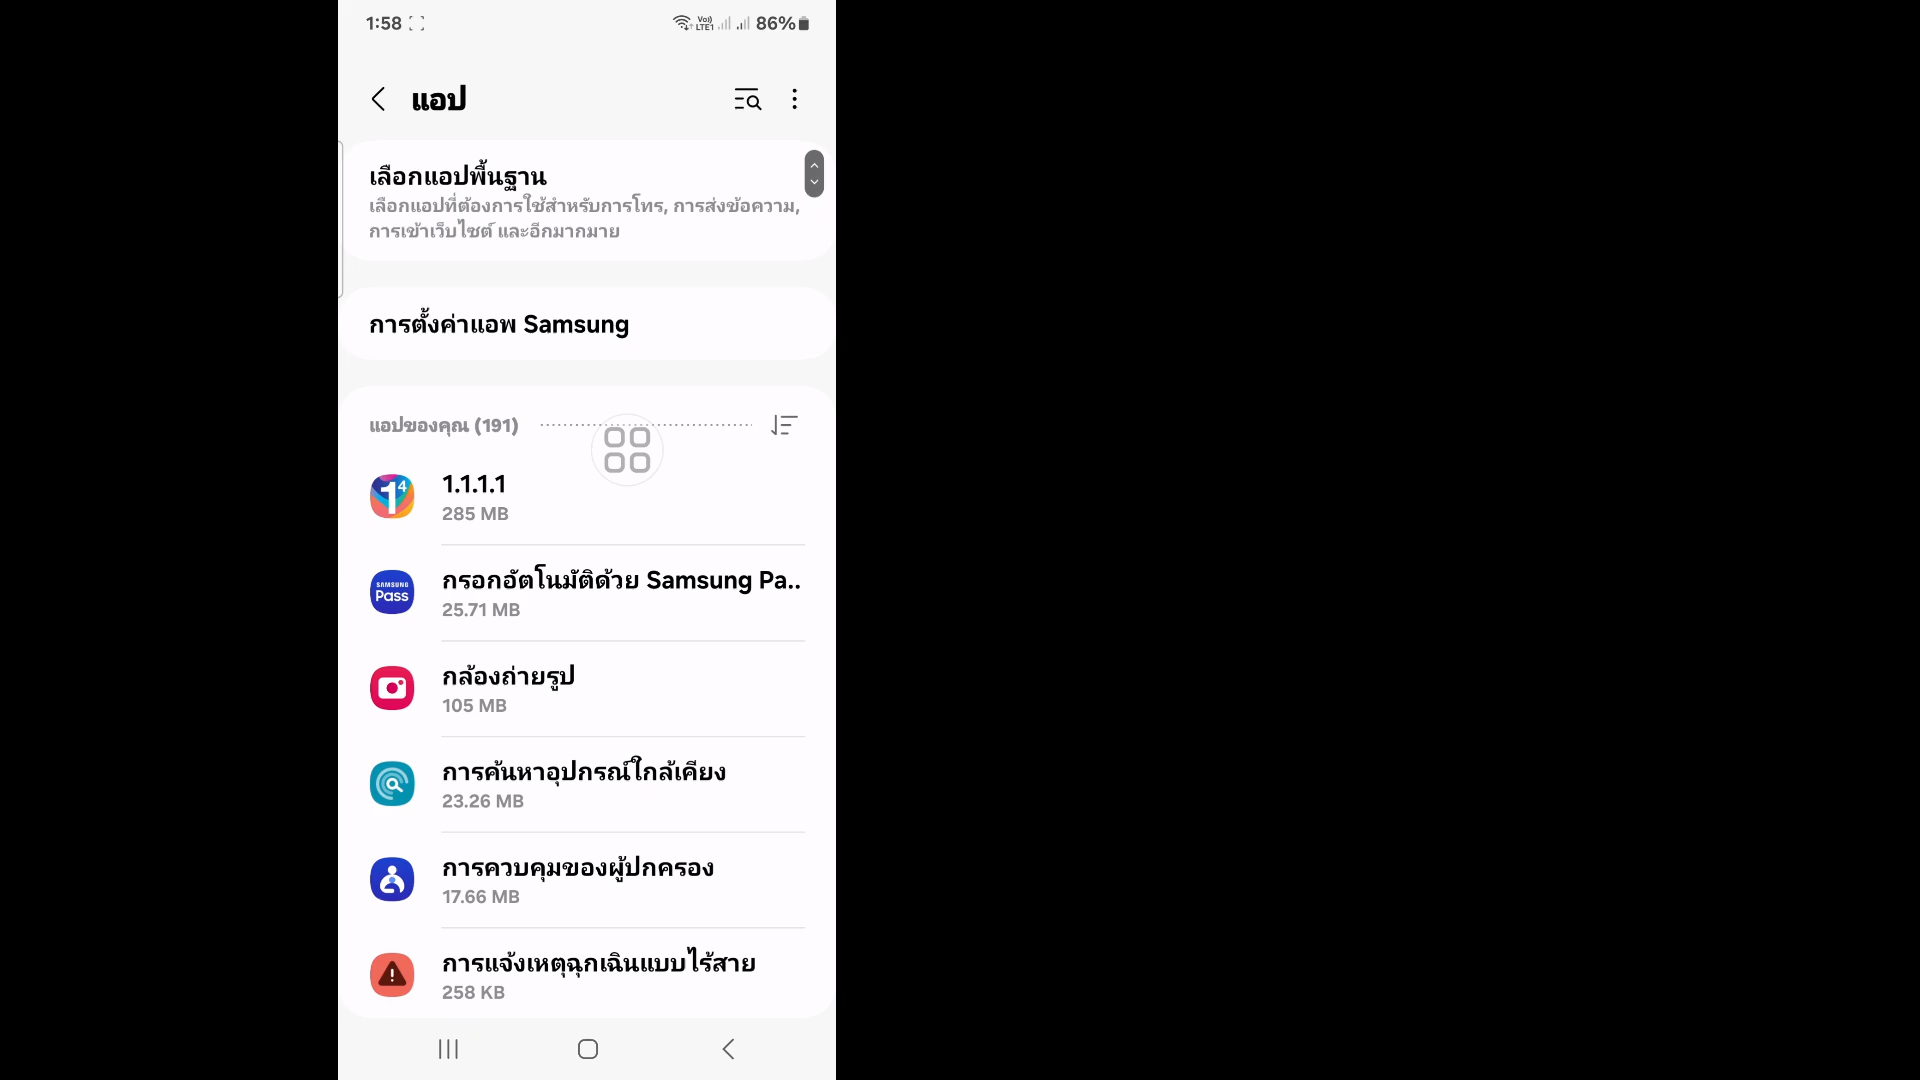 1:58
Vo)) LTE1 86%
แอป
เลือกแอปพื้นฐาน
เลือกแอปที่ต้องการใช้สำหรับการโทร, การส่งข้อความ,
การเข้าเว็บไซต์ และอีกมากมาย
การตั้งค่าแอพ Samsung
แอปของคุณ (191)
1.1.1.1
285 MB
SAMSUNG
Pass
กรอกอัตโนมัติด้วย Samsung Pa..
25.71 MB
กล้องถ่ายรูป
105 MB
การค้นหาอุปกรณ์ใกล้เคียง
23.26 MB
การควบคุมของผู้ปกครอง
17.66 MB
การแจ้งเหตุฉุกเฉินแบบไร้สาย
258 KB